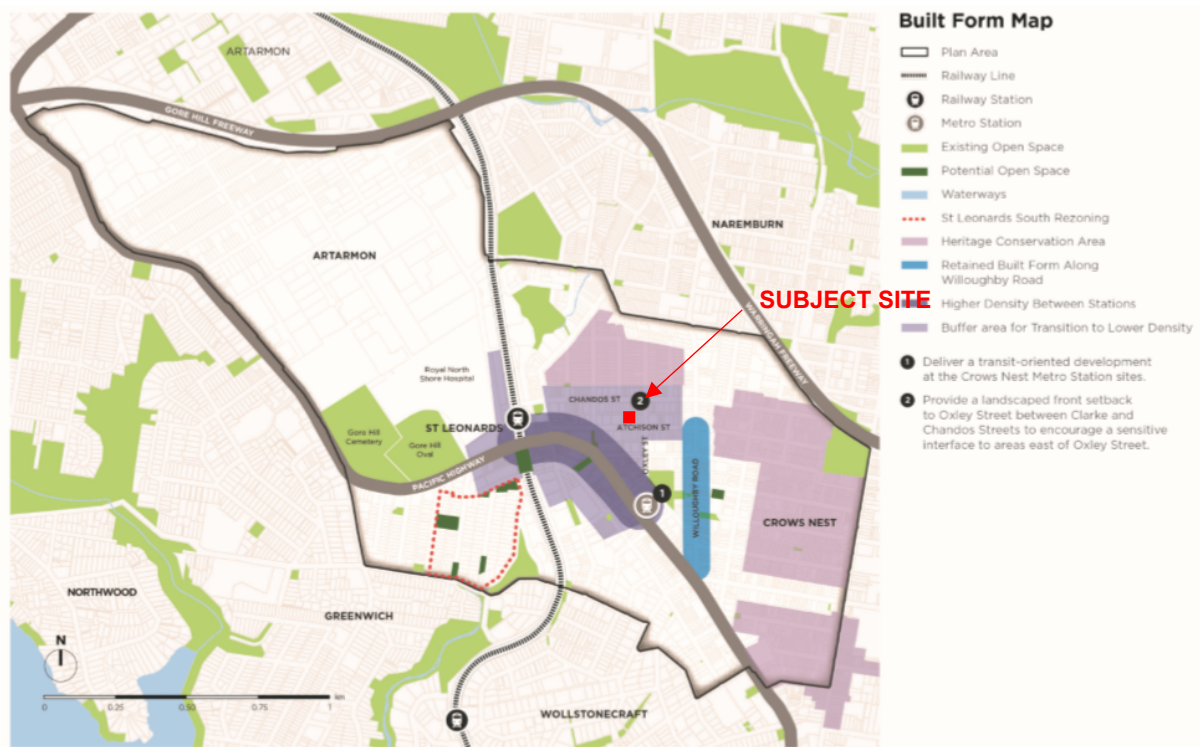 Built Form Map
Plan Area
Railway Line
Railway Station
Metro Station
Existing Open Space
Potential Open Space
Waterways
St Leonards South Rezoning
Heritage Conservation Area
Retained Built Form Along
Willoughby Road
Higher Density Between Stations
Buffer area for Transition to Lower Density
1 Deliver a transit-oriented development
at the Crows Nest Metro Station sites.
2 Provide a landscaped front setback
to Oxley Street between Clarke and
Chandos Streets to encourage a sensitive
interface to areas east of Oxley Street.
ARTARMON
GORE HILL FREEWAY
NAREMBURN
ARTARMON
SUBJECT SITE
WARRINGAH FREEWAY
Royal North
Shore Hospital
CHANDOS ST
2
ATCHISON ST
ST LEONARDS
Gore Hill
Cemetery
Gore Hill
Oval
OXLEY ST
PACIFIC HIGHWAY
WILLOUGHBY ROAD
1
CROWS NEST
NORTHWOOD
GREENWICH
N
0 0.25 0.50 0.75 1 km
WOLLSTONECRAFT